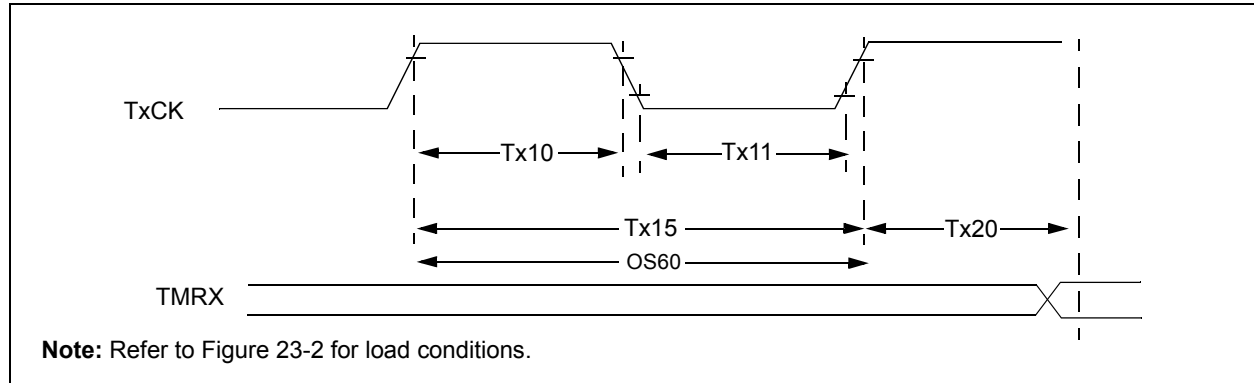 TxCK
Tx10
Tx11
Tx15
Tx20
OS60
TMRX
Note: Refer to Figure 23-2 for load conditions.